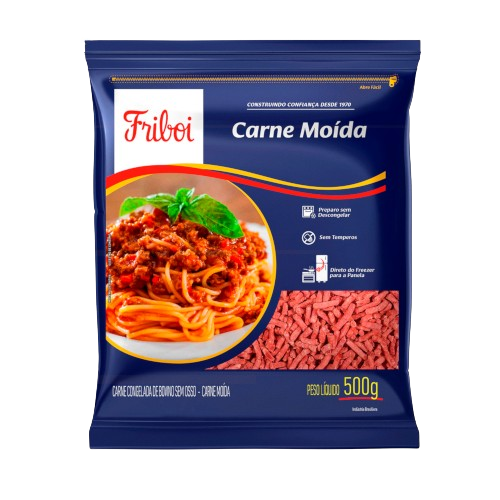 Abre Fácil
CONSTRUINDO CONFIANÇA DESDE 1970
Friboi
Carne Moída
Preparo sem
Descongelar
Sem Temperos
Direto do Freezer
para a Panela
CARNE CONGELADA DE BOVINO SEM OSSO - CARNE MOÍDA
PESO LÍQUIDO 500g
Indústria Brasileira